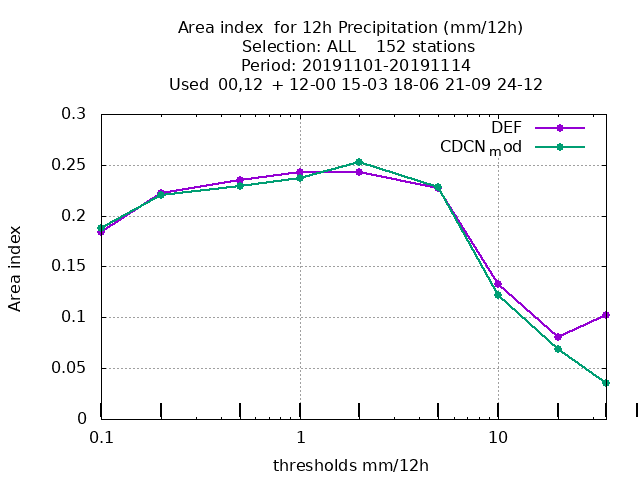 Area index  for 12h Precipitation (mm/12h)
Selection: ALL    152 stations
Period: 20191101-20191114
Used  00,12  + 12-00 15-03 18-06 21-09 24-12
0.3
DEF
CDCNmod
0.25
0.2
0.15
0.1
0.05
0
Area index
0.1
1
10
thresholds mm/12h